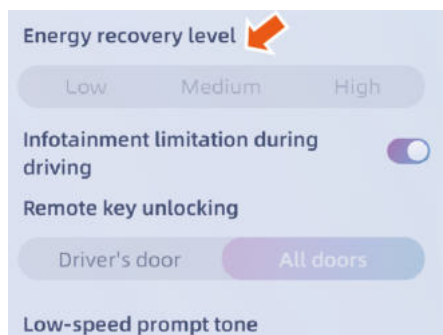 Energy recovery level
Low Medium High
Infotainment limitation during
driving
Remote key unlocking
Driver's door All doors
Low-speed prompt tone